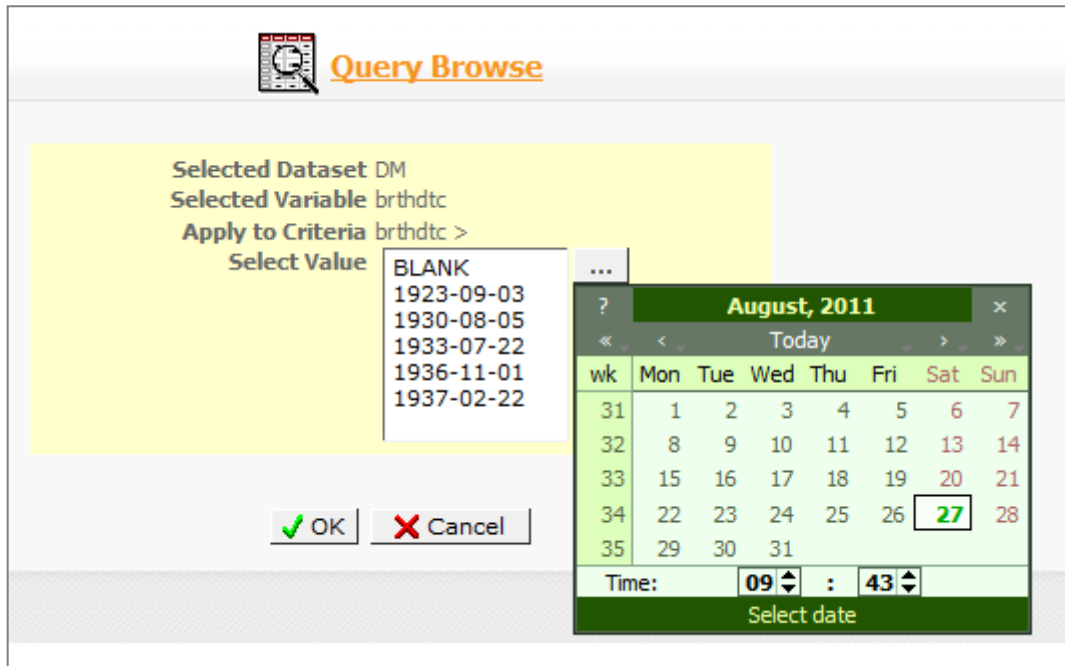 Query Browse
Selected Dataset DM
Selected Variable brthdtc
Apply to Criteria brthdtc >
Select Value
BLANK
1923-09-03
1930-08-05
1933-07-22
1936-11-01
1937-02-22
...
? August, 2011 ×
« ‹ Today › »
wk Mon Tue Wed Thu Fri Sat Sun
31 1 2 3 4 5 6 7
32 8 9 10 11 12 13 14
33 15 16 17 18 19 20 21
34 22 23 24 25 26 27 28
35 29 30 31
Time: 09 : 43
Select date
OK Cancel